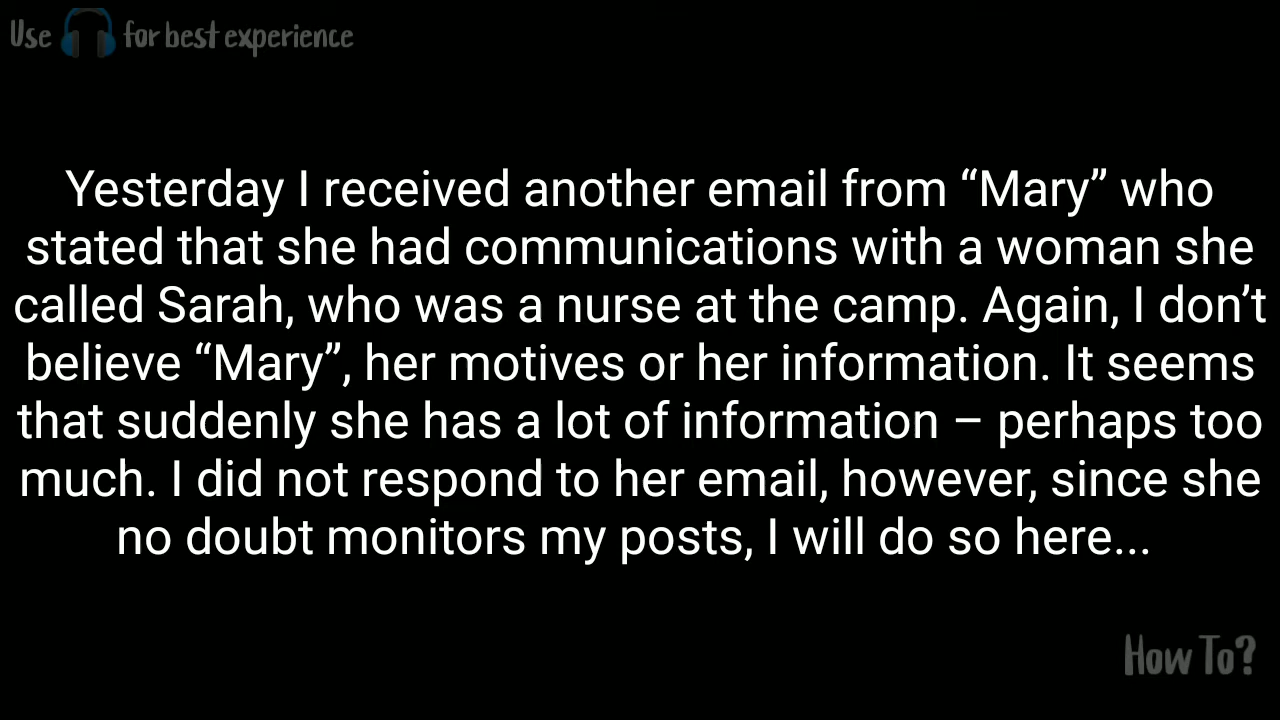 Use for best experience
Yesterday I received another email from “Mary” who
stated that she had communications with a woman she
called Sarah, who was a nurse at the camp. Again, I don’t
believe “Mary”, her motives or her information. It seems
that suddenly she has a lot of information – perhaps too
much. I did not respond to her email, however, since she
no doubt monitors my posts, I will do so here...
How To?